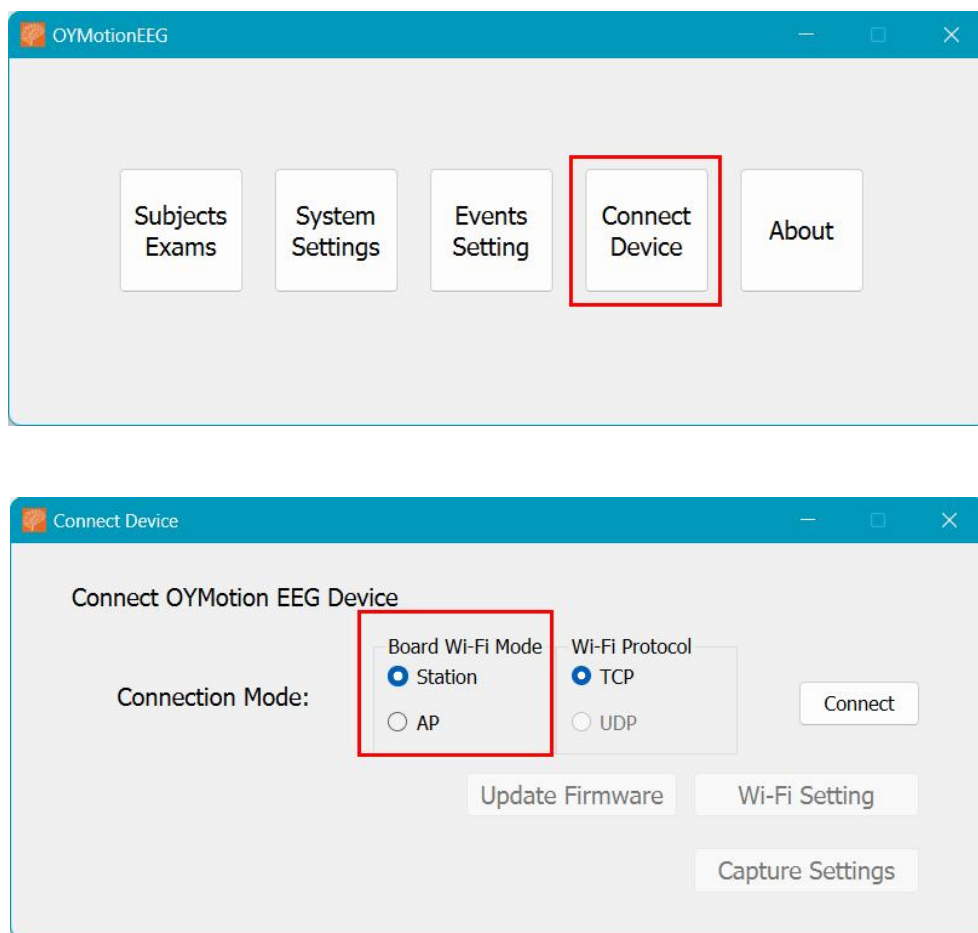 OYMotionEEG
Subjects
Exams
System
Settings
Events
Setting
Connect
Device
About
Connect Device
Connect OYMotion EEG Device
Connection Mode:
Board Wi-Fi Mode
Station
AP
Wi-Fi Protocol
TCP
UDP
Connect
Update Firmware
Wi-Fi Setting
Capture Settings